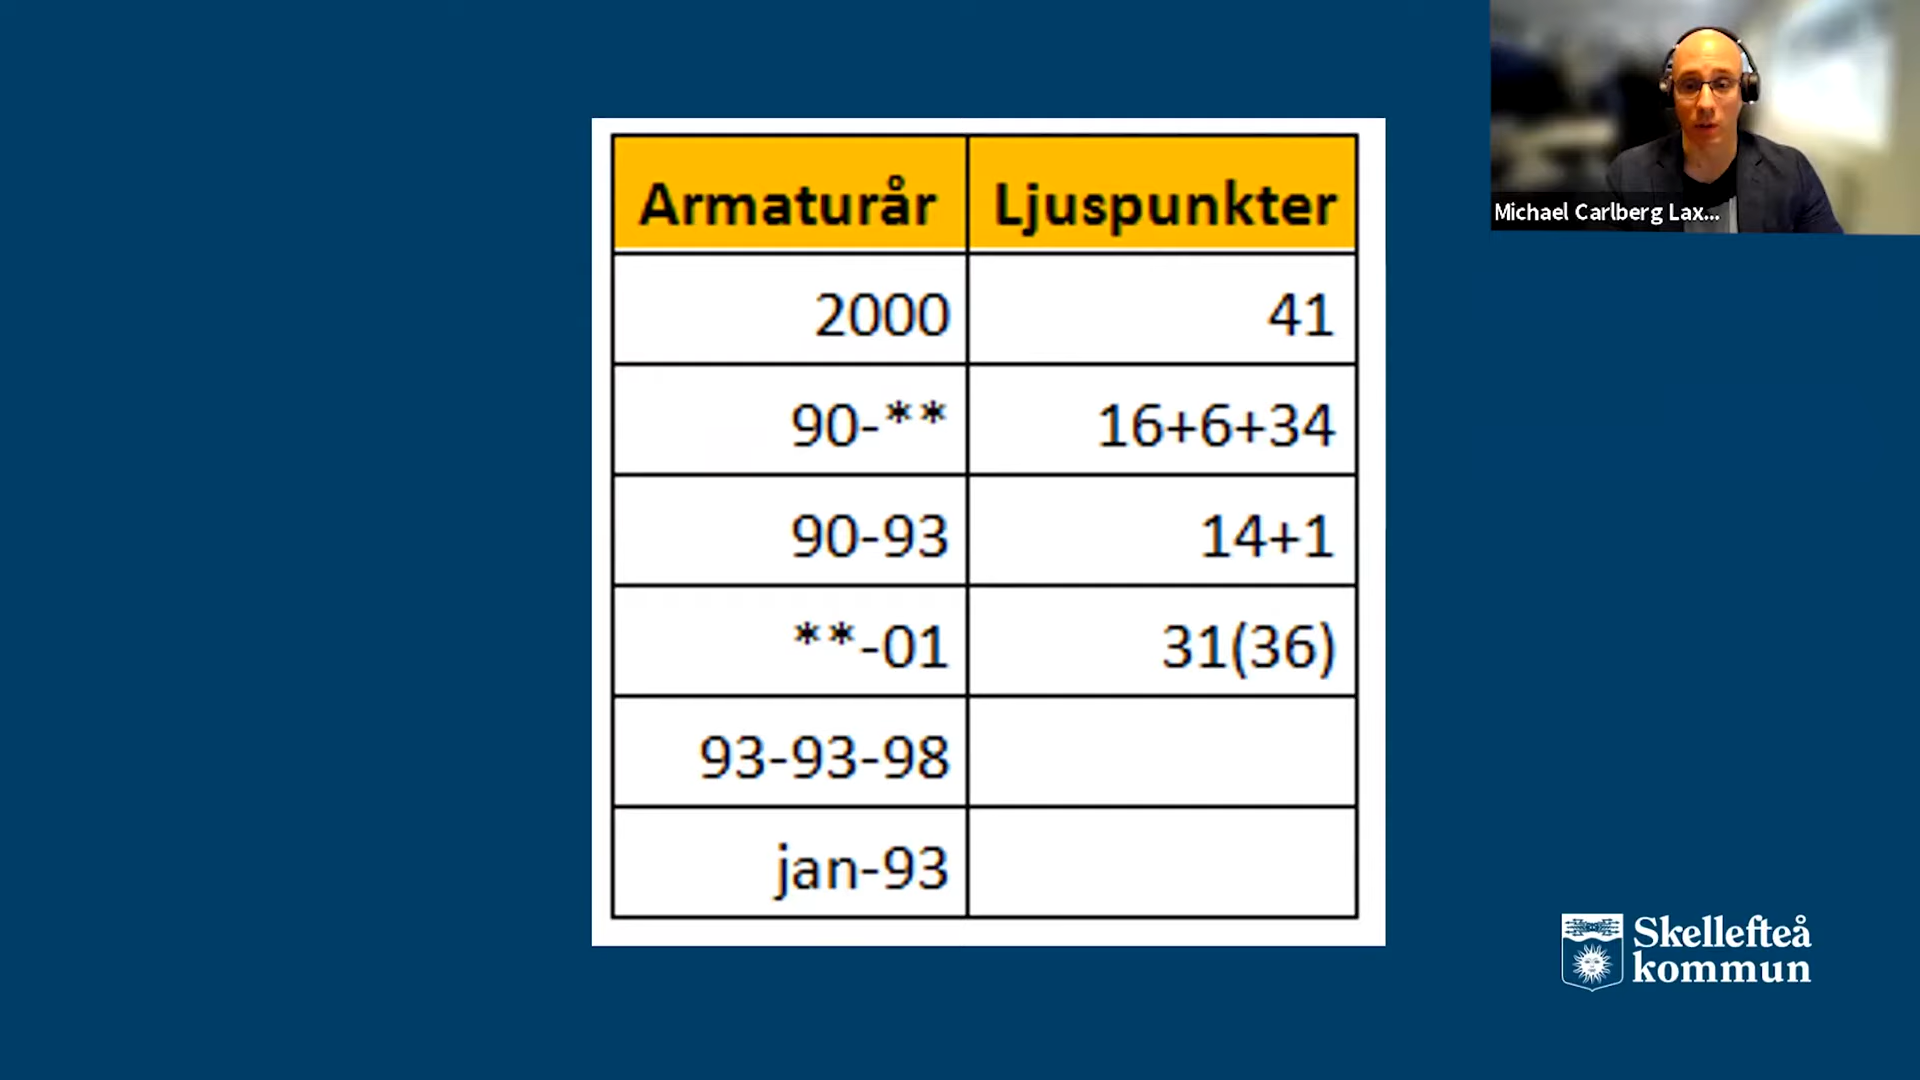 Armaturår Ljuspunkter
2000 41
90-** 16+6+34
90-93 14+1
**-01 31(36)
93-93-98
jan-93
Michael Carlberg Lax...
Skellefteå
kommun